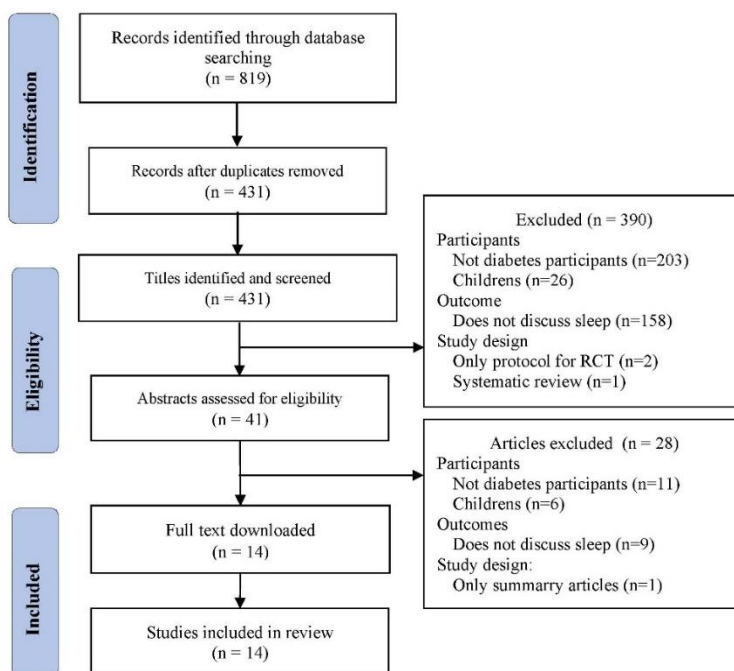 Identification
Records identified through database
searching
(n = 819)
Records after duplicates removed
(n = 431)
Eligibility
Titles identified and screened
(n = 431)
Excluded (n = 390)
Participants
Not diabetes participants (n=203)
Childrens (n=26)
Outcome
Does not discuss sleep (n=158)
Study design
Only protocol for RCT (n=2)
Systematic review (n=1)
Abstracts assessed for eligibility
(n = 41)
Articles excluded (n = 28)
Participants
Not diabetes participants (n=11)
Childrens (n=6)
Outcomes
Does not discuss sleep (n=9)
Study design:
Only summarry articles (n=1)
Included
Full text downloaded
(n = 14)
Studies included in review
(n = 14)